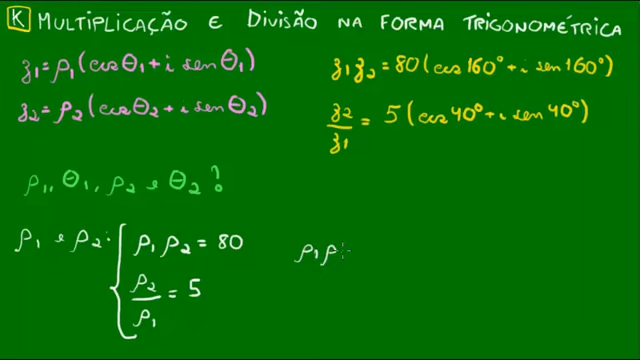 K MULTIPLICAÇÃO E DIVISÃO NA FORMA TRIGONOMÉTRICA
z1 = ρ1 (cos θ1 + i sen θ1)
z2 = ρ2 (cos θ2 + i sen θ2)
z1 z2 = 80 (cos 160° + i sen 160°)
z2/z1 = 5 (cos 40° + i sen 40°)
ρ1, θ1, ρ2 e θ2?
ρ1 e ρ2: { ρ1 ρ2 = 80
ρ2/ρ1 = 5
ρ1 ρ